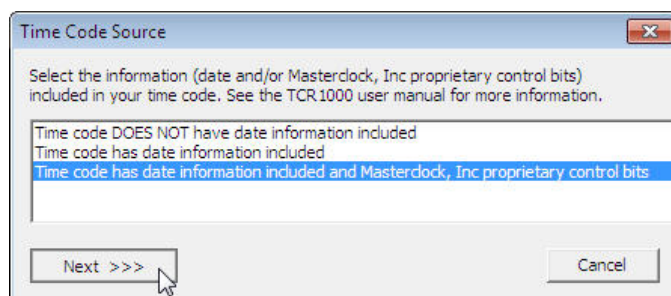 Time Code Source
Select the information (date and/or Masterclock, Inc proprietary control bits)
included in your time code. See the TCR1000 user manual for more information.
Time code DOES NOT have date information included
Time code has date information included
Time code has date information included and Masterclock, Inc proprietary control bits
Next >>>
Cancel